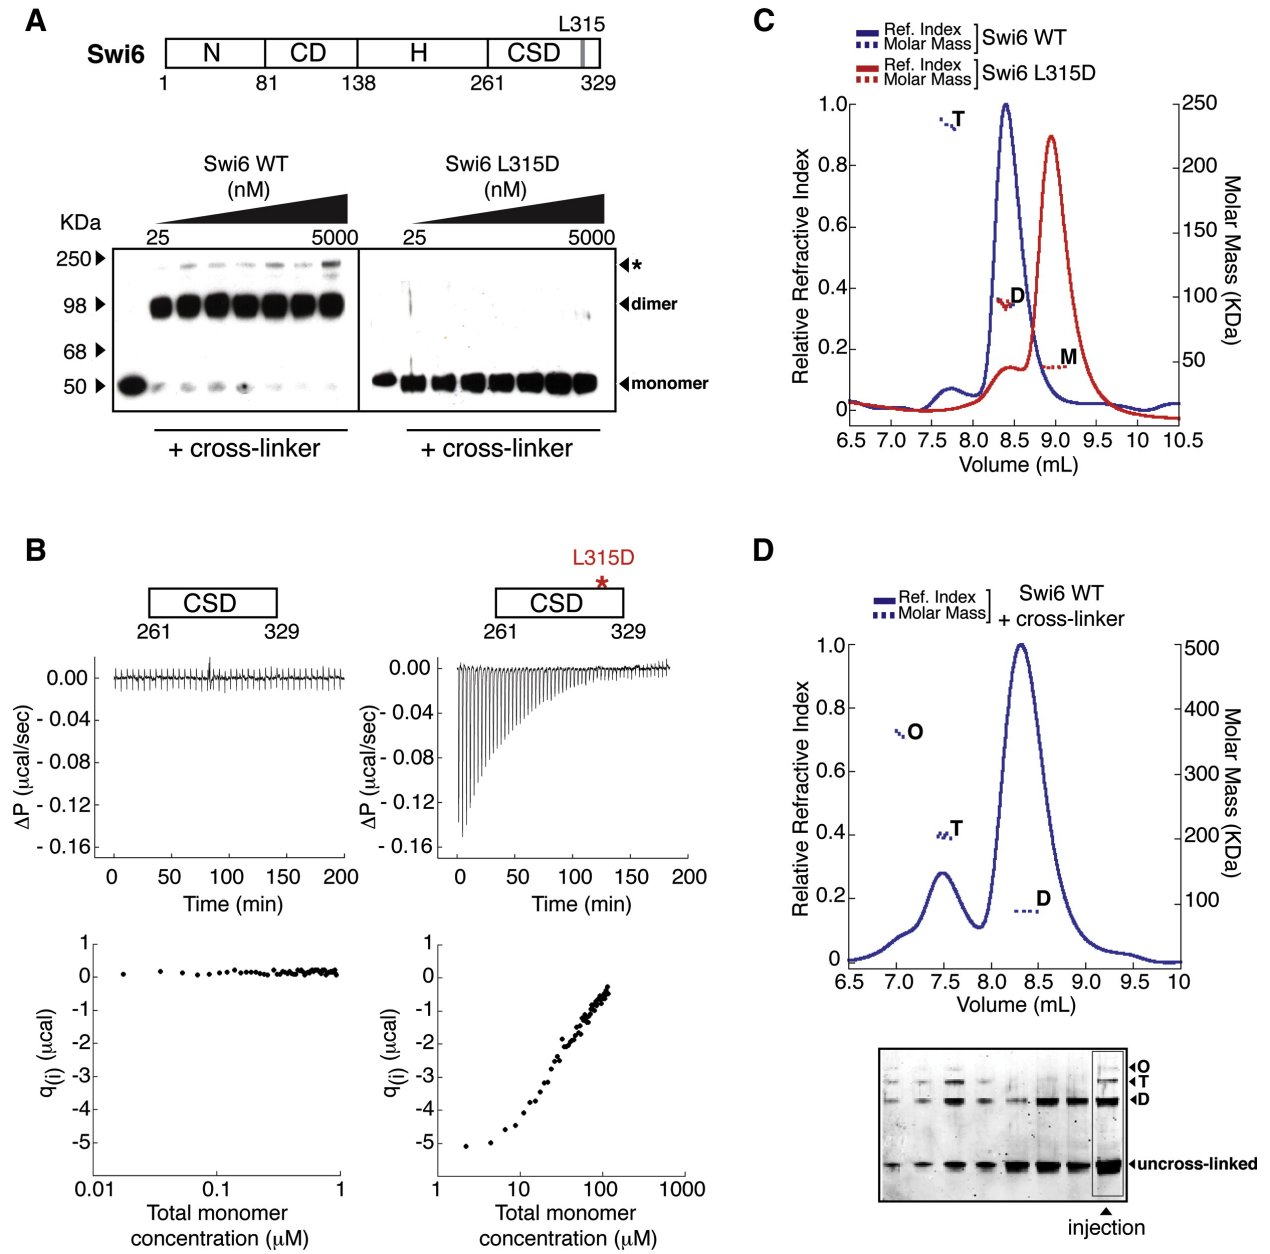 A
L315
Swi6
N CD H CSD
1 81 138 261 329
Swi6 WT
(nM)
Swi6 L315D
(nM)
KDa
25 5000 25 5000
250
98
68
50
*
dimer
monomer
+ cross-linker + cross-linker
B
L315D
*
CSD CSD
261 329 261 329
0.00
- 0.04
- 0.08
- 0.12
- 0.16
ΔP (μcal/sec)
0 50 100 150 200
Time (min)
0.00
- 0.04
- 0.08
- 0.12
- 0.16
ΔP (μcal/sec)
0 50 100 150 200
Time (min)
1
0
-1
-2
-3
-4
-5
q(i) (μcal)
0.01 0.1 1
Total monomer
concentration (μM)
1
0
-1
-2
-3
-4
-5
q(i) (μcal)
1 10 100 1000
Total monomer
concentration (μM)
C
Ref. Index
Molar Mass
Swi6 WT
Ref. Index
Molar Mass
Swi6 L315D
1.0
0.8
0.6
0.4
0.2
0
Relative Refractive Index
T
D
M
250
200
150
100
50
Molar Mass (KDa)
6.5 7.0 7.5 8.0 8.5 9.0 9.5 10 10.5
Volume (mL)
D
Ref. Index
Molar Mass
Swi6 WT
+ cross-linker
1.0
0.8
0.6
0.4
0.2
0
Relative Refractive Index
O
T
D
500
400
300
200
100
Molar Mass (KDa)
6.5 7.0 7.5 8.0 8.5 9.0 9.5 10
Volume (mL)
O
T
D
uncross-linked
injection